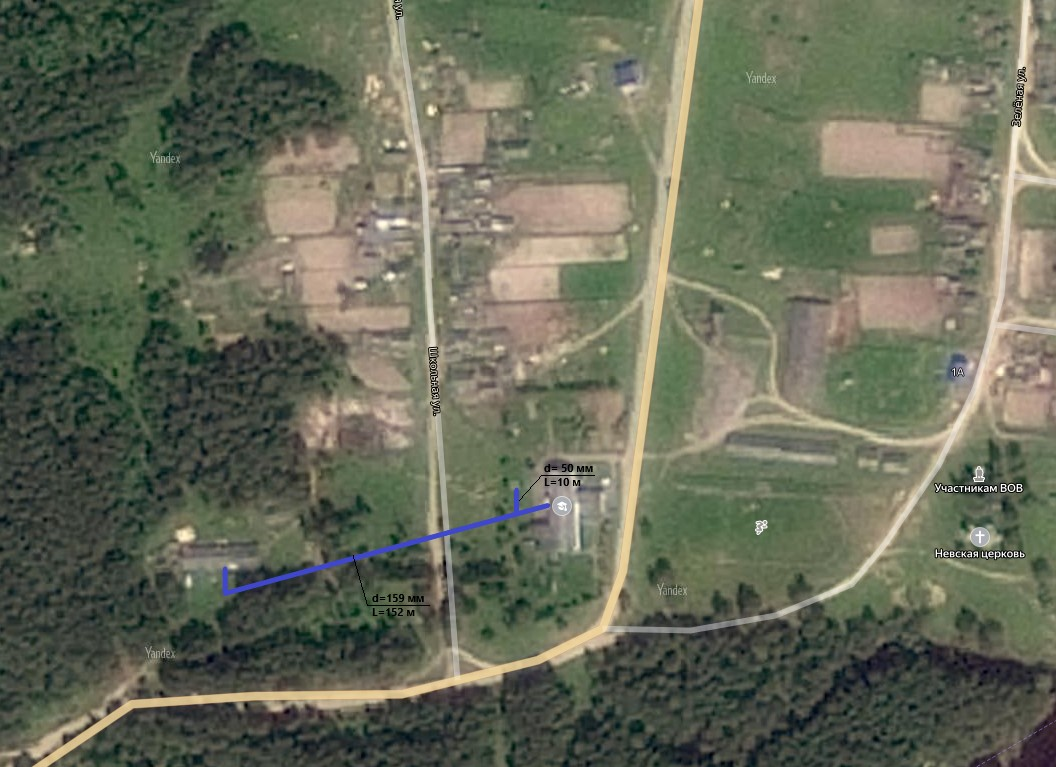 ул.
Yandex
Зелёная ул.
Yandex
Школьная ул.
1А
d= 50 мм
L=10 м
Участникам ВОВ
Невская церковь
Yandex
d=159 мм
L=152 м
Yandex